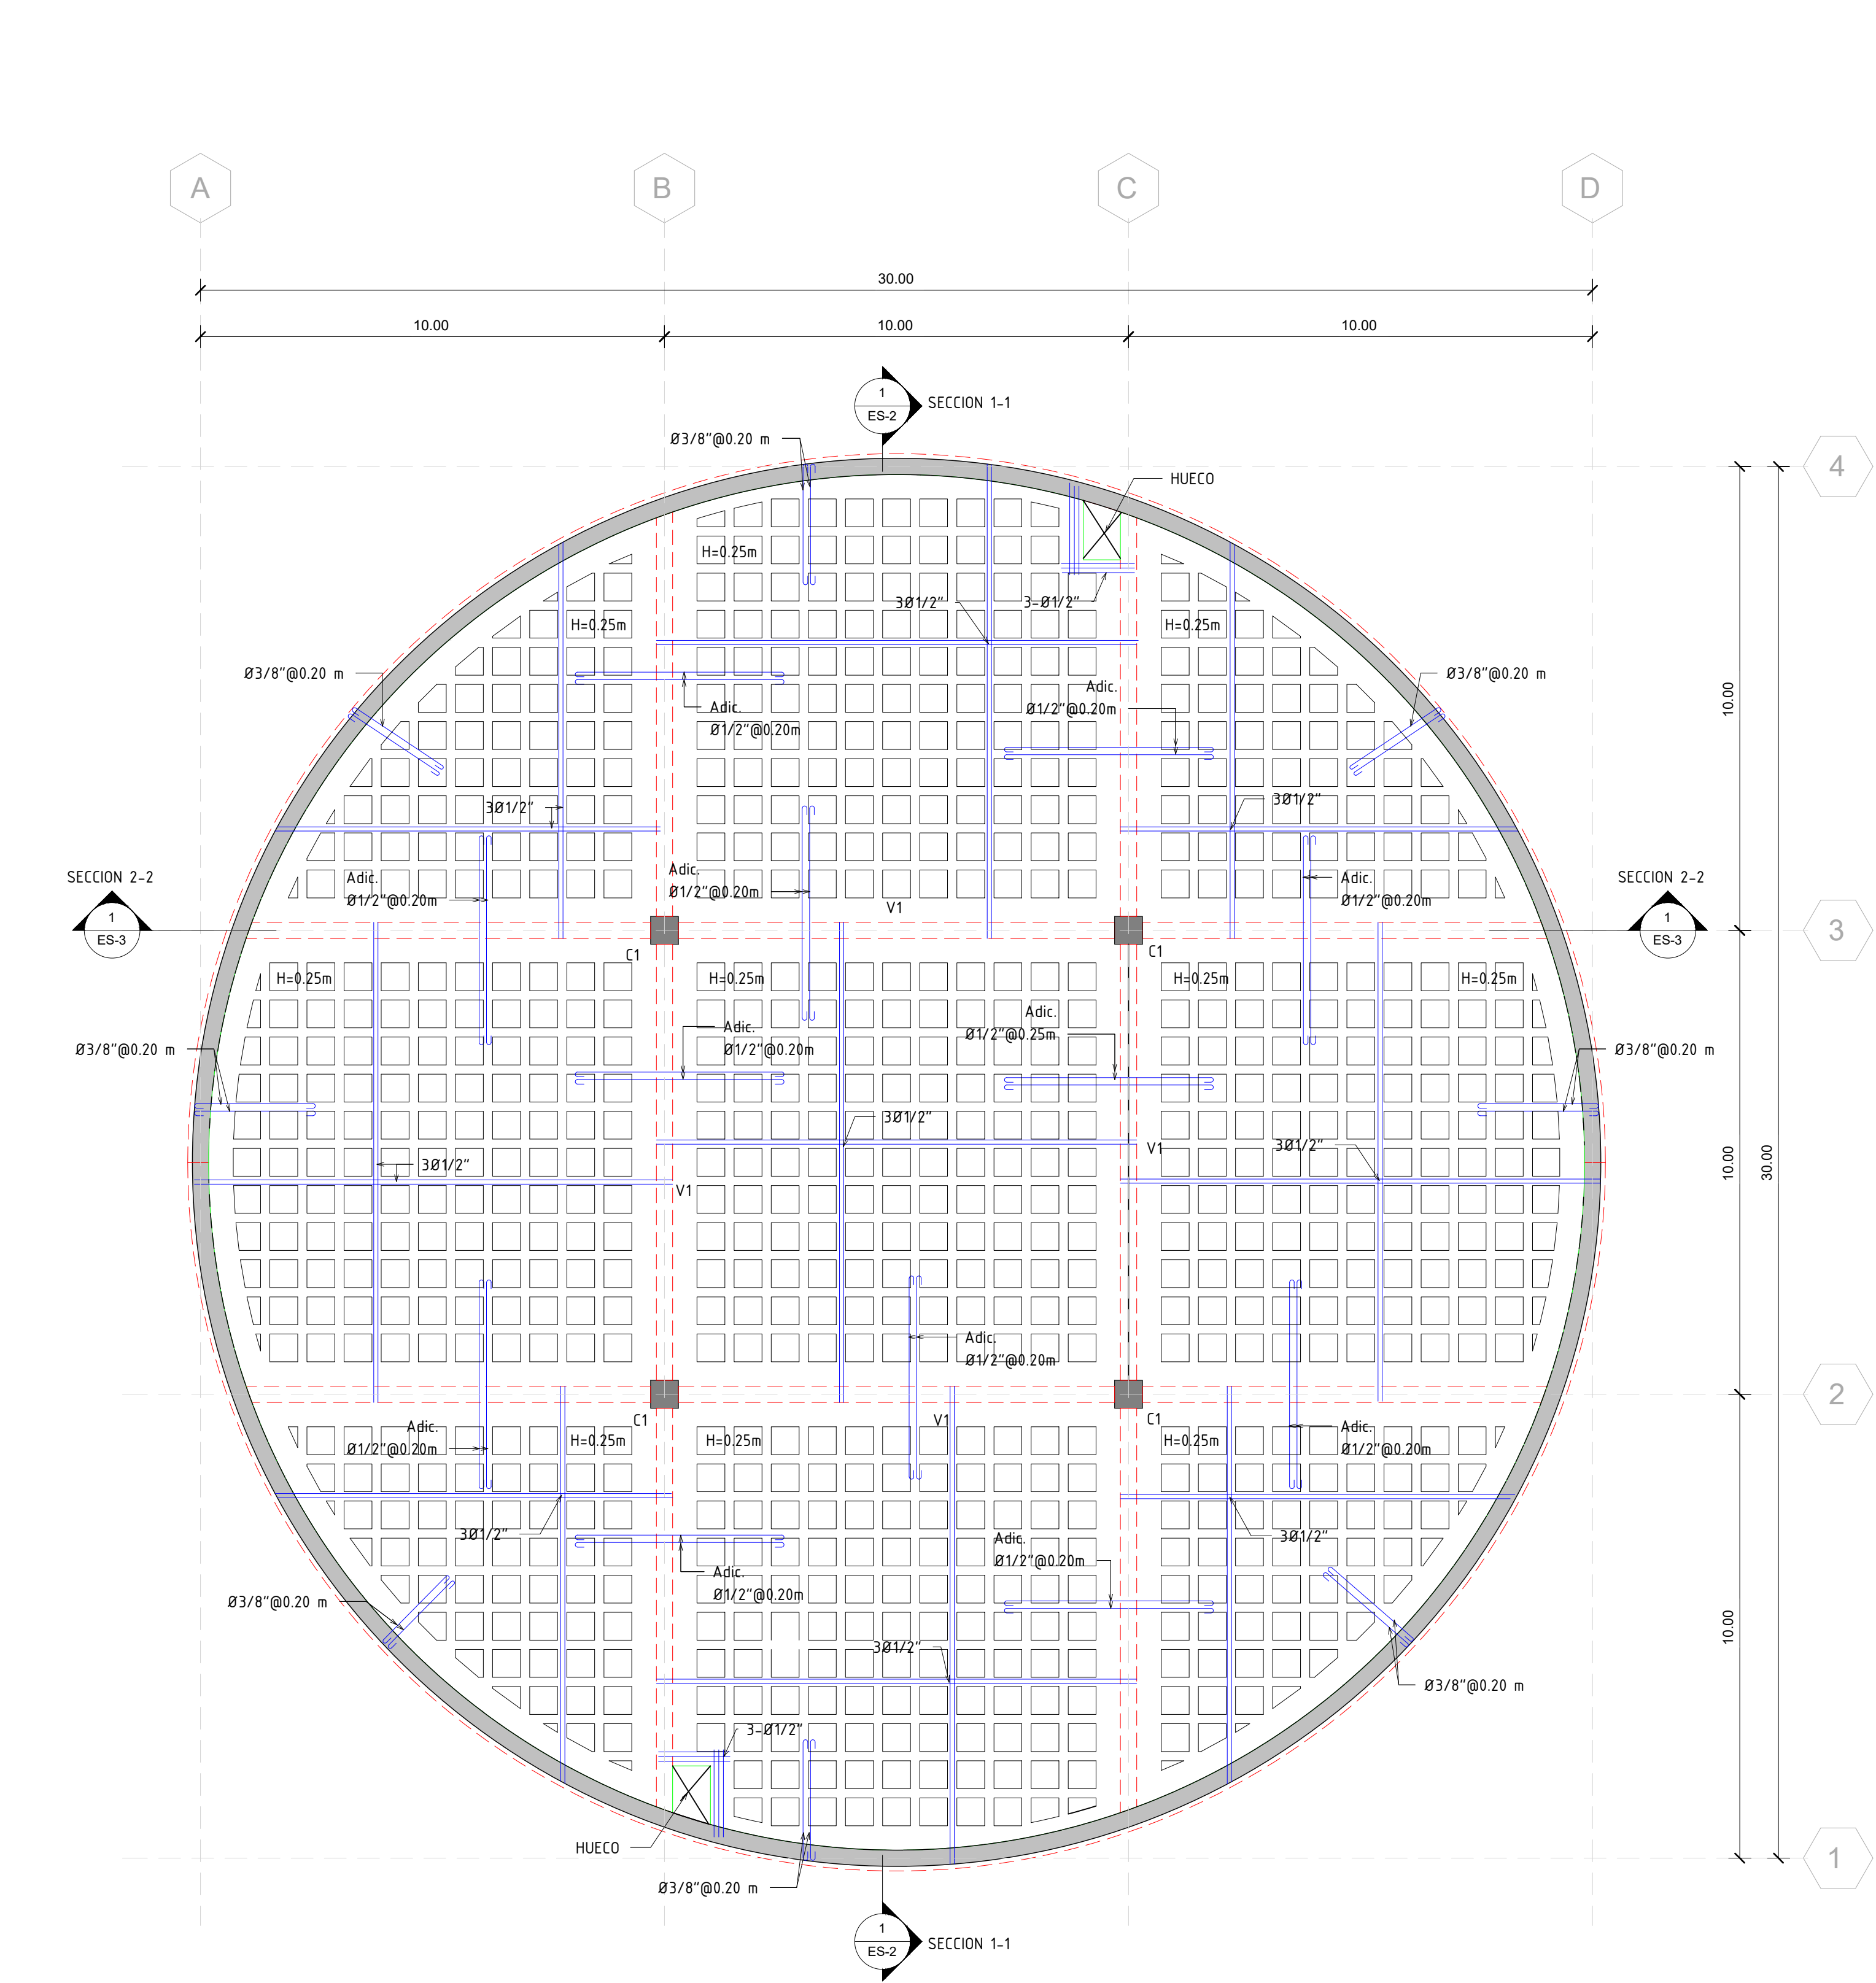 A
B
C
D
30.00
10.00
10.00
10.00
1
ES-2
SECCION 1-1
Ø3/8"@0.20 m
4
HUECO
H=0.25m
3Ø1/2"
3-Ø1/2"
H=0.25m
H=0.25m
Ø3/8"@0.20 m
Ø3/8"@0.20 m
Adic.
Ø1/2"@0.20m
Adic.
Ø1/2"@0.20m
10.00
3Ø1/2"
3Ø1/2"
SECCION 2-2
1
ES-3
Adic.
Ø1/2"@0.20m
Adic.
Ø1/2"@0.20m
V1
Adic.
Ø1/2"@0.20m
SECCION 2-2
1
ES-3
3
C1
C1
H=0.25m
H=0.25m
H=0.25m
H=0.25m
Ø3/8"@0.20 m
Adic.
Ø1/2"@0.20m
Adic.
Ø1/2"@0.25m
Ø3/8"@0.20 m
3Ø1/2"
3Ø1/2"
V1
3Ø1/2"
V1
10.00
30.00
Adic.
Ø1/2"@0.20m
2
C1
V1
C1
Adic.
Ø1/2"@0.20m
H=0.25m
H=0.25m
H=0.25m
Adic.
Ø1/2"@0.20m
3Ø1/2"
3Ø1/2"
Adic.
Ø1/2"@0.20m
Adic.
Ø1/2"@0.20m
Ø3/8"@0.20 m
10.00
3Ø1/2"
Ø3/8"@0.20 m
3-Ø1/2"
HUECO
Ø3/8"@0.20 m
1
1
ES-2
SECCION 1-1